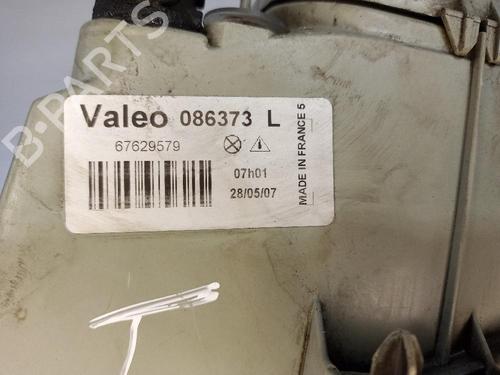 B-PARTS
Valeo 086373 L
67629579
07h01
28/05/07
MADE IN FRANCE 5